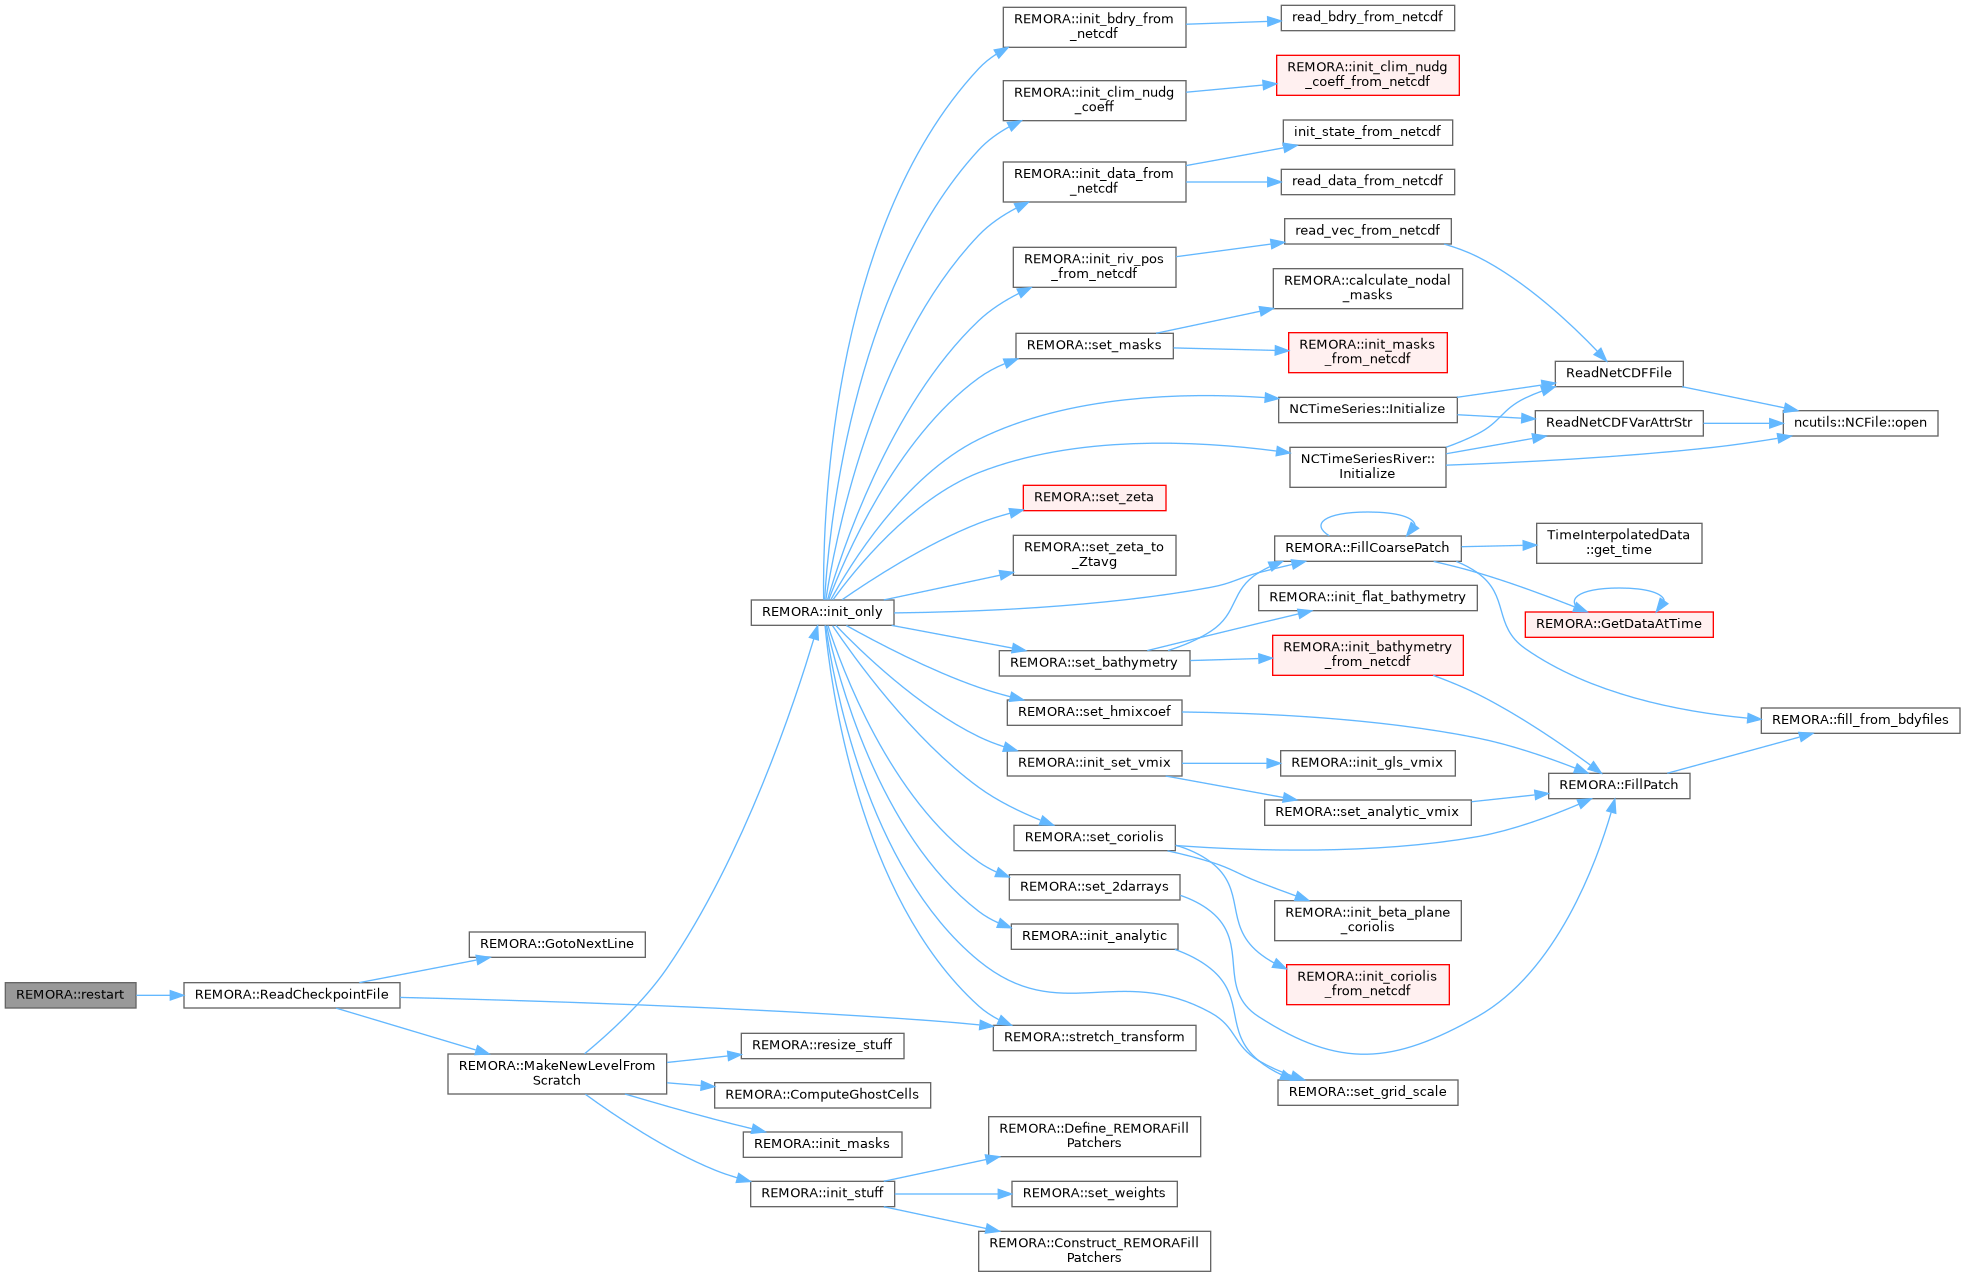 REMORA::restart
REMORA::ReadCheckpointFile
REMORA::GotoNextLine
REMORA::MakeNewLevelFrom
Scratch
REMORA::init_only
REMORA::resize_stuff
REMORA::ComputeGhostCells
REMORA::init_masks
REMORA::init_stuff
REMORA::init_bdry_from
_netcdf
REMORA::init_clim_nudg
_coeff
REMORA::init_data_from
_netcdf
REMORA::init_riv_pos
_from_netcdf
REMORA::set_masks
REMORA::set_zeta
REMORA::set_zeta_to
_Ztavg
REMORA::set_bathymetry
REMORA::set_hmixcoef
REMORA::init_set_vmix
REMORA::set_coriolis
REMORA::set_2darrays
REMORA::init_analytic
REMORA::stretch_transform
REMORA::Define_REMORAFill
Patchers
REMORA::set_weights
REMORA::Construct_REMORAFill
Patchers
read_bdry_from_netcdf
REMORA::init_clim_nudg
_coeff_from_netcdf
init_state_from_netcdf
read_data_from_netcdf
read_vec_from_netcdf
REMORA::calculate_nodal
_masks
REMORA::init_masks
_from_netcdf
NCTimeSeries::Initialize
NCTimeSeriesRiver::
Initialize
REMORA::FillCoarsePatch
REMORA::init_flat_bathymetry
REMORA::init_bathymetry
_from_netcdf
REMORA::init_gls_vmix
REMORA::set_analytic_vmix
REMORA::init_beta_plane
_coriolis
REMORA::init_coriolis
_from_netcdf
REMORA::set_grid_scale
ReadNetCDFFile
ReadNetCDFVarAttrStr
TimeInterpolatedData
::get_time
REMORA::GetDataAtTime
REMORA::FillPatch
ncutils::NCFile::open
REMORA::fill_from_bdyfiles